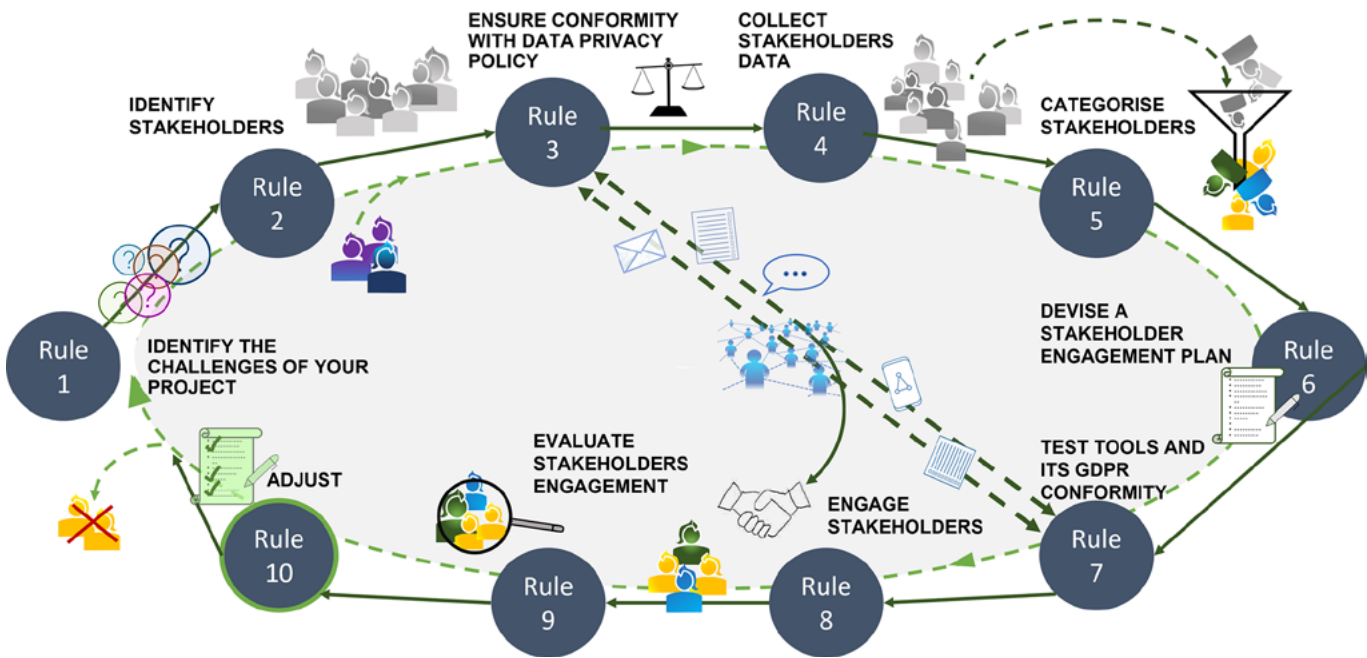 ENSURE CONFORMITY
WITH DATA PRIVACY
POLICY
COLLECT
STAKEHOLDERS
DATA
IDENTIFY
STAKEHOLDERS
CATEGORISE
STAKEHOLDERS
Rule
3
Rule
4
Rule
2
Rule
5
? ? ? ? ?
Rule
1
IDENTIFY THE
CHALLENGES OF YOUR
PROJECT
DEVISE A
STAKEHOLDER
ENGAGEMENT PLAN
Rule
6
ADJUST
EVALUATE
STAKEHOLDERS
ENGAGEMENT
ENGAGE
STAKEHOLDERS
TEST TOOLS AND
ITS GDPR
CONFORMITY
Rule
10
Rule
9
Rule
8
Rule
7